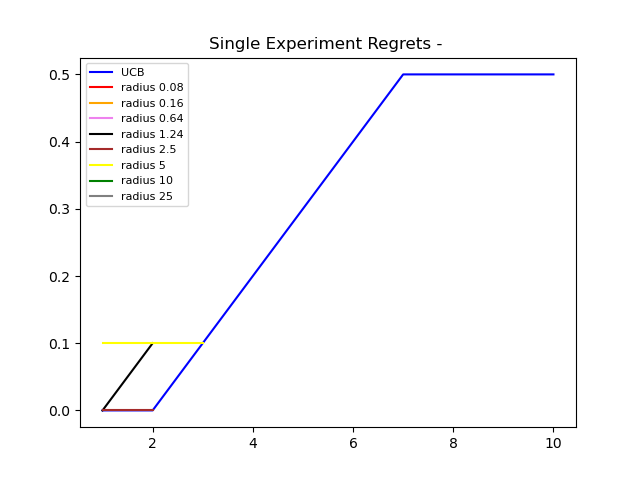 Single Experiment Regrets -
UCB
radius 0.08
radius 0.16
radius 0.64
radius 1.24
radius 2.5
radius 5
radius 10
radius 25
0.5
0.4
0.3
0.2
0.1
0.0
2 4 6 8 10